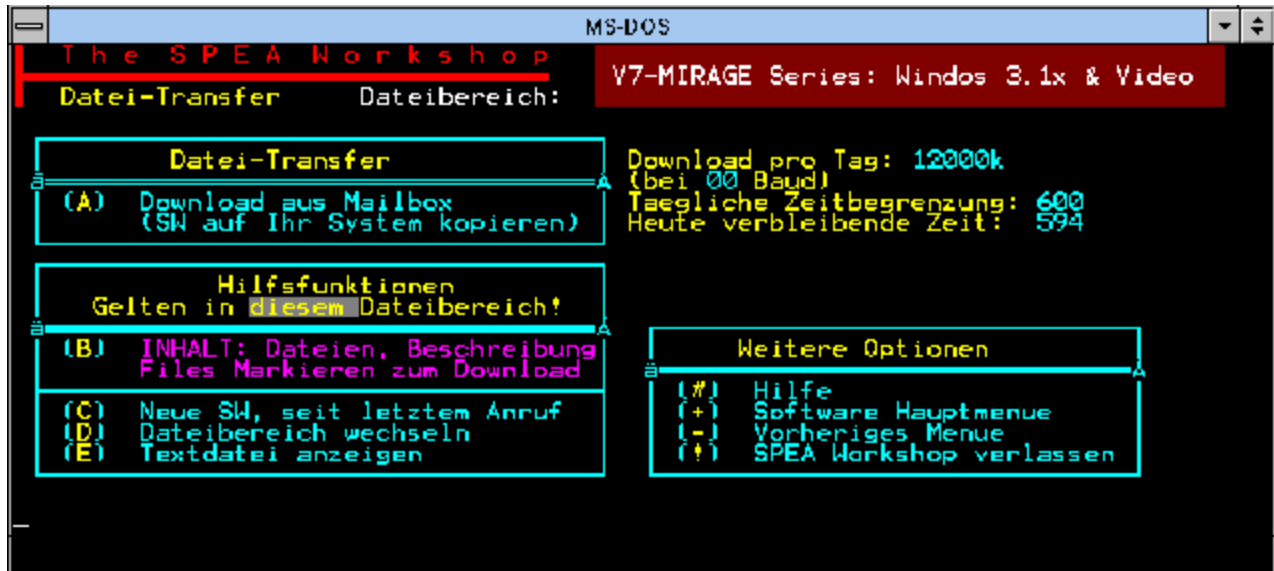 MS-DOS
The SPEA Workshop
V7-MIRAGE Series: Windos 3.1x & Video
Datei-Transfer Dateibereich:
Datei-Transfer
(A) Download aus Mailbox
(SW auf Ihr System kopieren)
Download pro Tag: 12000k
(bei 00 Baud)
Taegliche Zeitbegrenzung: 600
Heute verbleibende Zeit: 594
Hilfsfunktionen
Gelten in diesem Dateibereich!
(B) INHALT: Dateien, Beschreibung
Files Markieren zum Download
(C) Neue SW, seit letztem Anruf
(D) Dateibereich wechseln
(E) Textdatei anzeigen
Weitere Optionen
(#) Hilfe
(+) Software Hauptmenue
(-) Vorheriges Menue
(!) SPEA Workshop verlassen